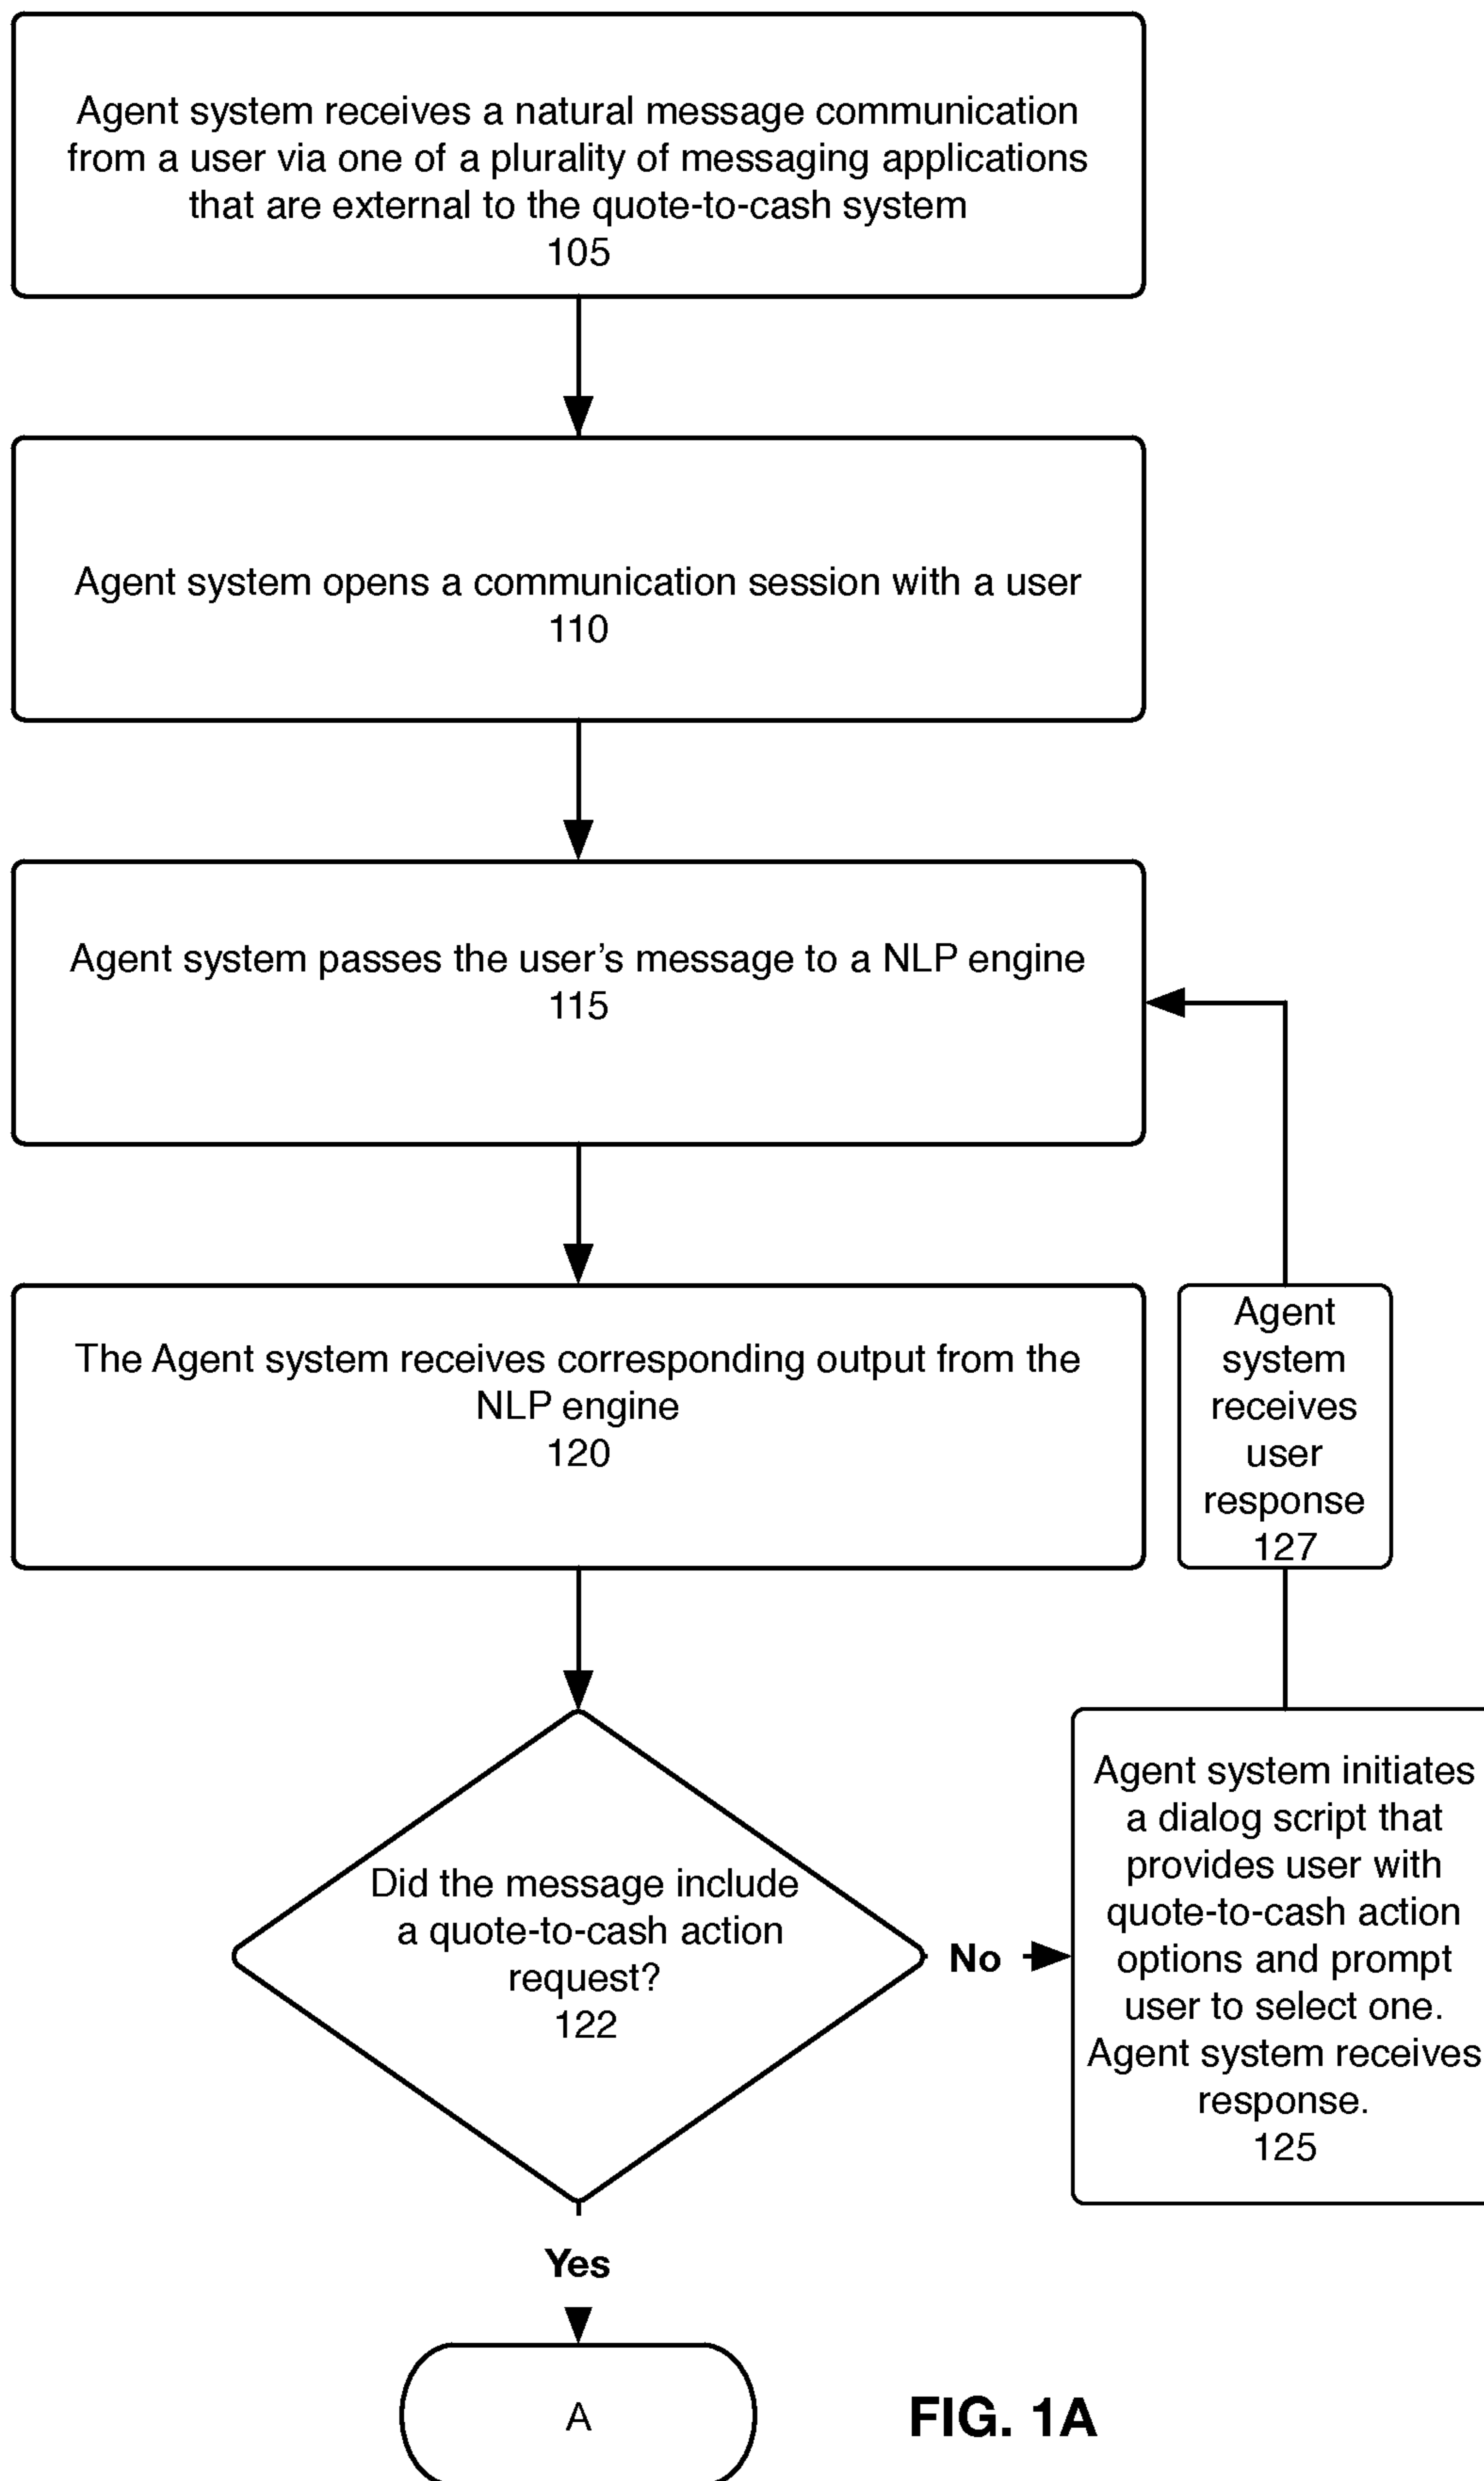 Agent system receives a natural message communication
from a user via one of a plurality of messaging applications
that are external to the quote-to-cash system
105
Agent system opens a communication session with a user
110
Agent system passes the user's message to a NLP engine
115
The Agent system receives corresponding output from the
NLP engine
120
Agent
system
receives
user
response
127
Did the message include
a quote-to-cash action
request?
122
No
Agent system initiates
a dialog script that
provides user with
quote-to-cash action
options and prompt
user to select one.
Agent system receives
response.
125
Yes
A
FIG. 1A